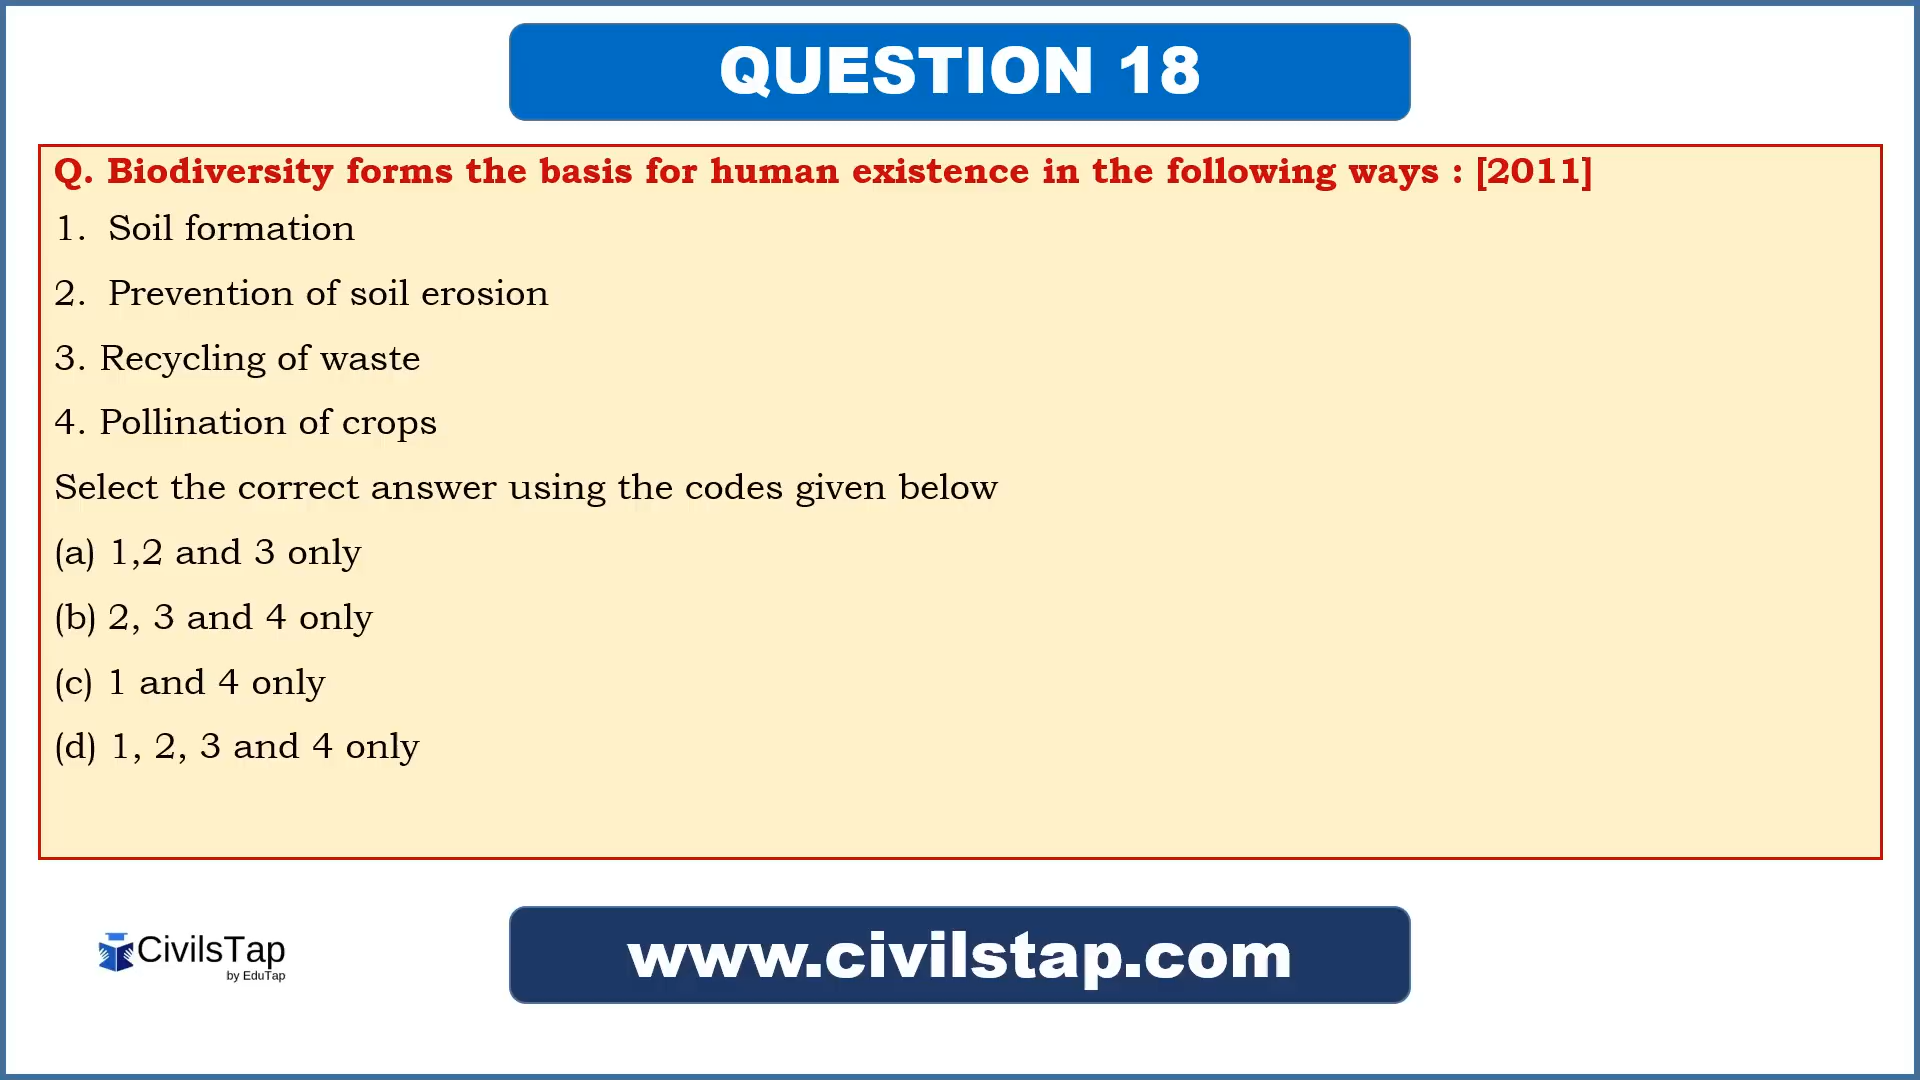 QUESTION 18
Q. Biodiversity forms the basis for human existence in the following ways : [2011]
1. Soil formation
2. Prevention of soil erosion
3. Recycling of waste
4. Pollination of crops
Select the correct answer using the codes given below
(a) 1,2 and 3 only
(b) 2, 3 and 4 only
(c) 1 and 4 only
(d) 1, 2, 3 and 4 only
CivilsTap
by EduTap
www.civilstap.com